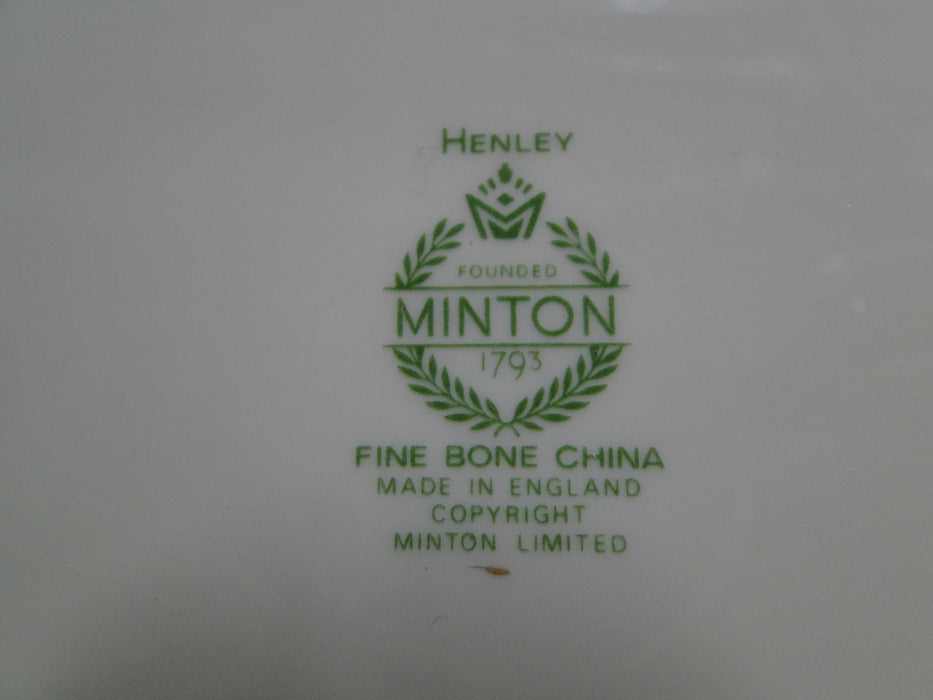 HENLEY
FOUNDED
MINTON
1793
FINE BONE CHINA
MADE IN ENGLAND
COPYRIGHT
MINTON LIMITED